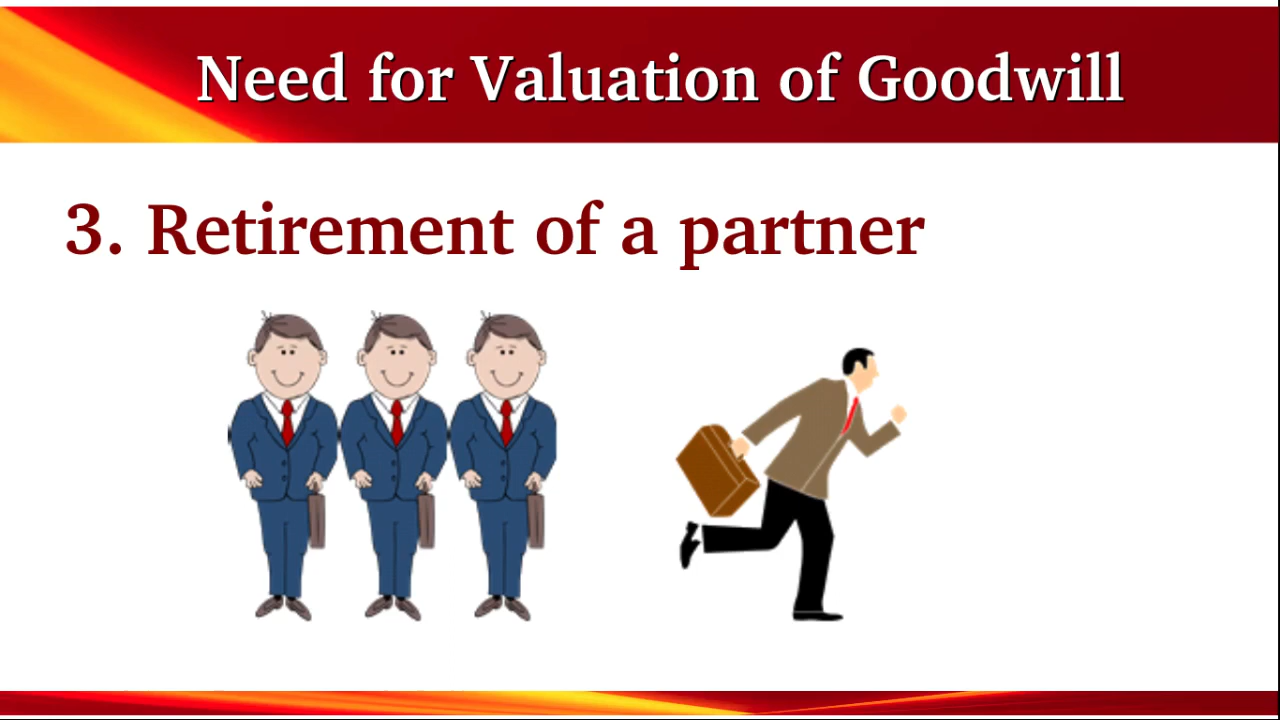 Need for Valuation of Goodwill
3. Retirement of a partner